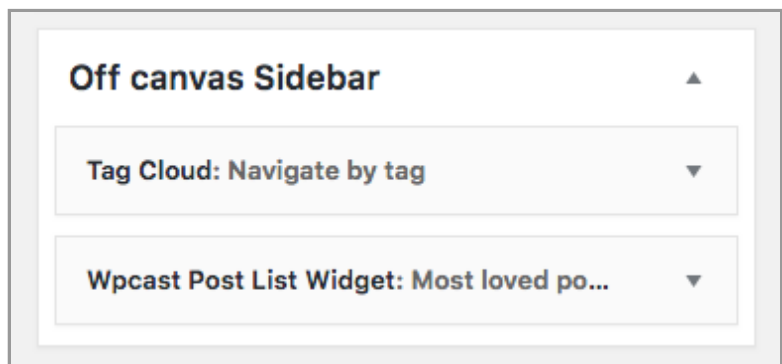 Off canvas Sidebar
Tag Cloud: Navigate by tag
Wpcast Post List Widget: Most loved po...